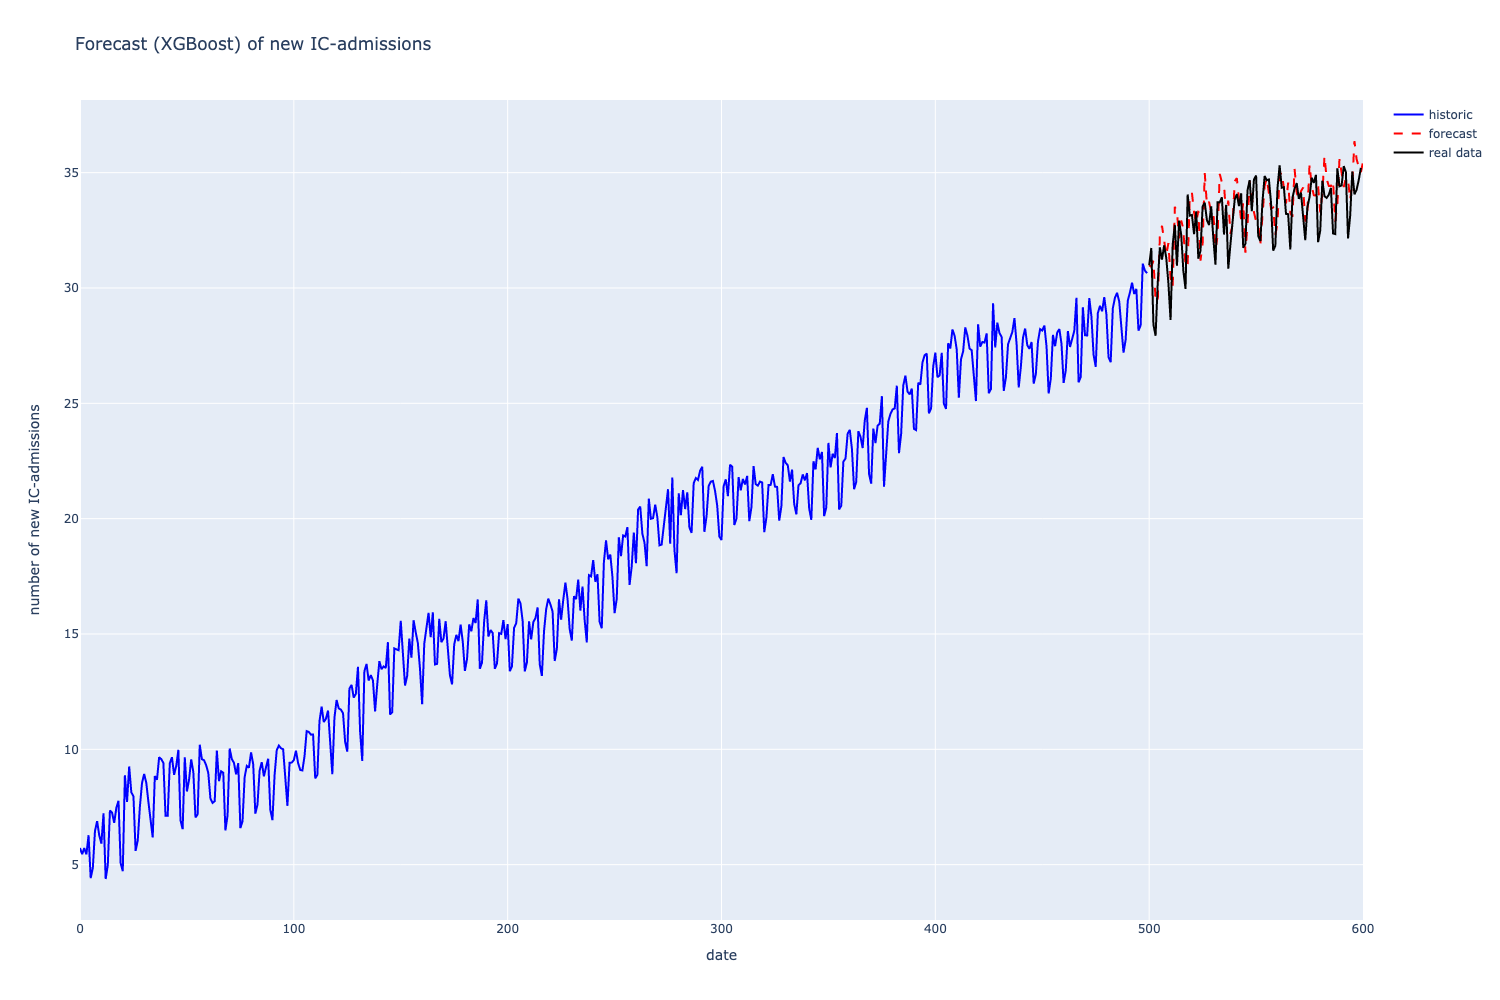 Forecast (XGBoost) of new IC-admissions
historic
forecast
real data
35
30
25
20
15
10
5
number of new IC-admissions
0 100 200 300 400 500 600
date